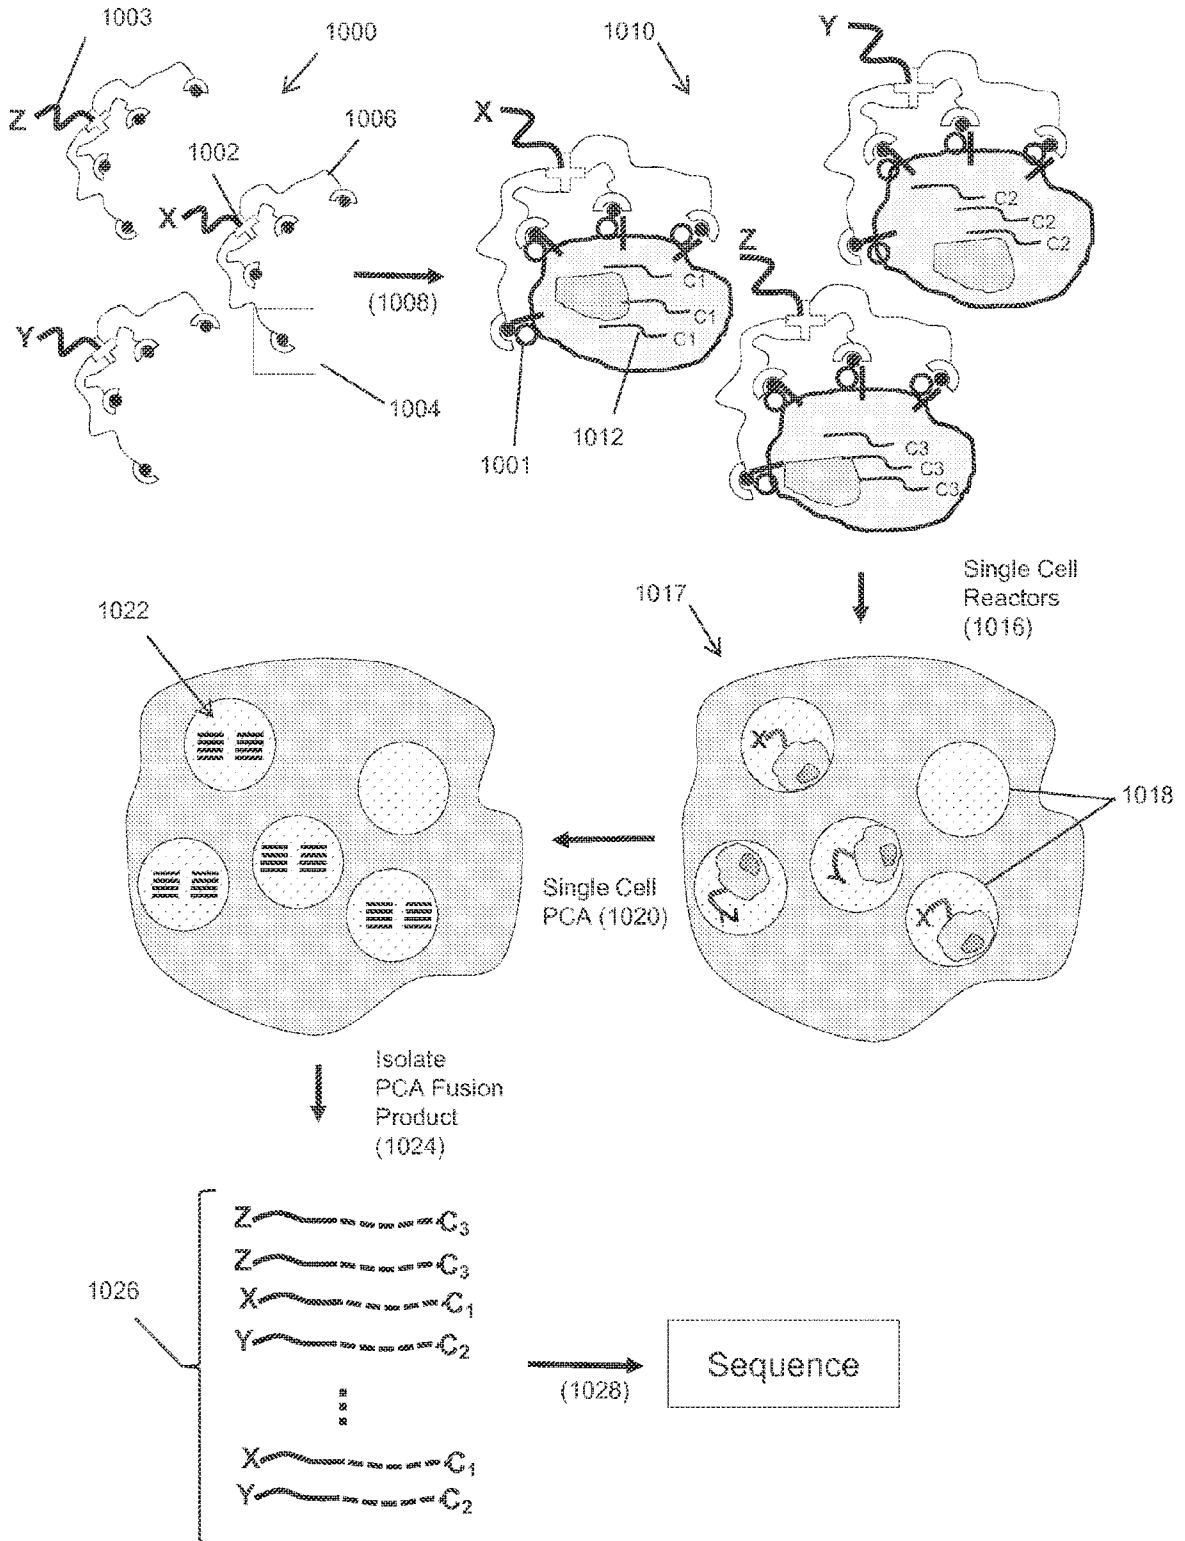 1003
1000
1010
Y
Z
1002
1006
X
X
C2
C2
C2
(1008)
Z
C1
C1
C1
Y
1004
1001
1012
C3
C3
C3
Single Cell
Reactors
(1016)
1017
1022
X
1018
Y
Z
X
Single Cell
PCA (1020)
Isolate
PCA Fusion
Product
(1024)
Z C3
Z C3
1026
X C1
Y C2
(1028)
Sequence
X C1
Y C2